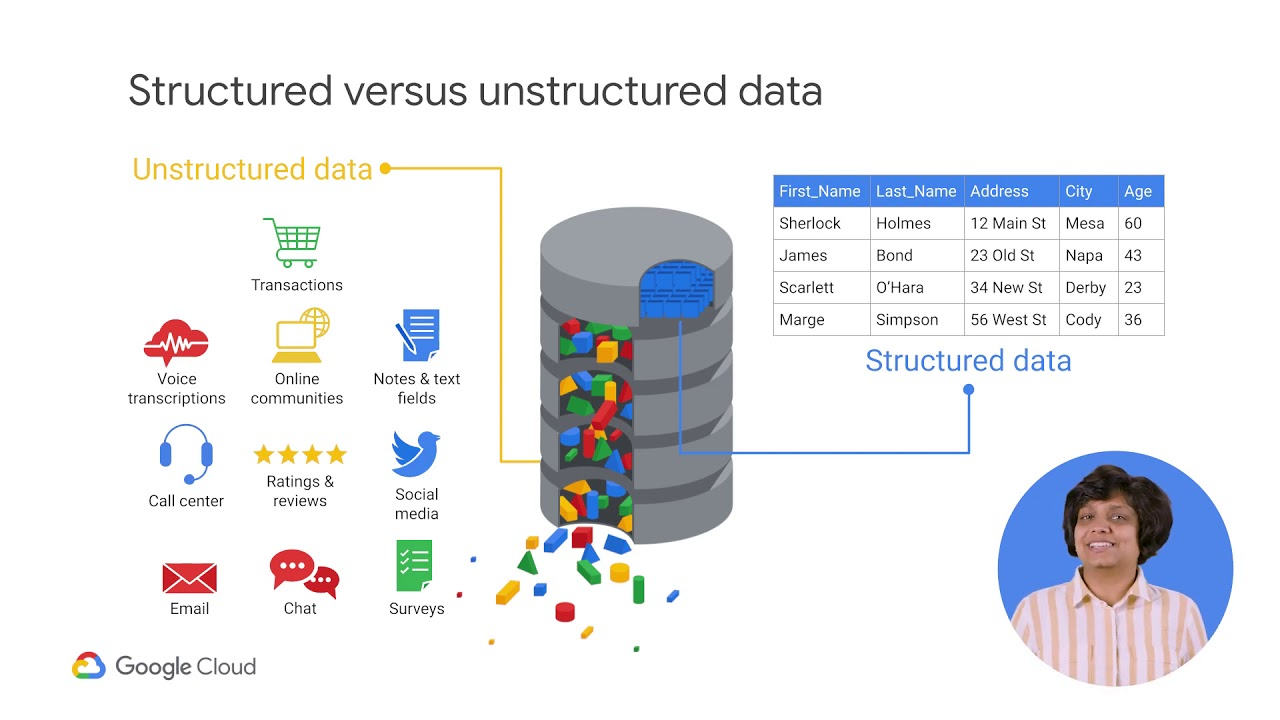 Structured versus unstructured data
Unstructured data
Transactions
Voice
transcriptions
Online
communities
Notes & text
fields
Call center
Ratings &
reviews
Social
media
Email
Chat
Surveys
First_Name Last_Name Address City Age
Sherlock Holmes 12 Main St Mesa 60
James Bond 23 Old St Napa 43
Scarlett O’Hara 34 New St Derby 23
Marge Simpson 56 West St Cody 36
Structured data
Google Cloud